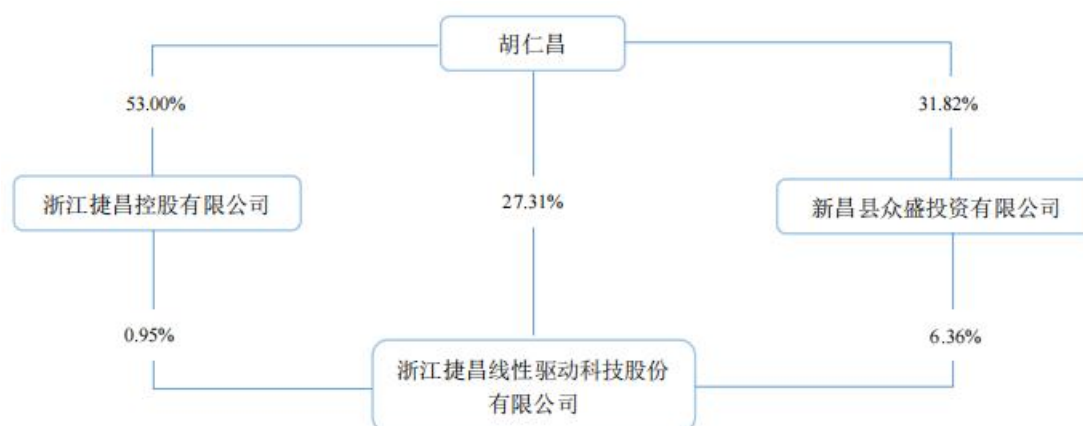 胡仁昌
53.00%
31.82%
浙江捷昌控股有限公司
27.31%
新昌县众盛投资有限公司
0.95%
6.36%
浙江捷昌线性驱动科技股份
有限公司